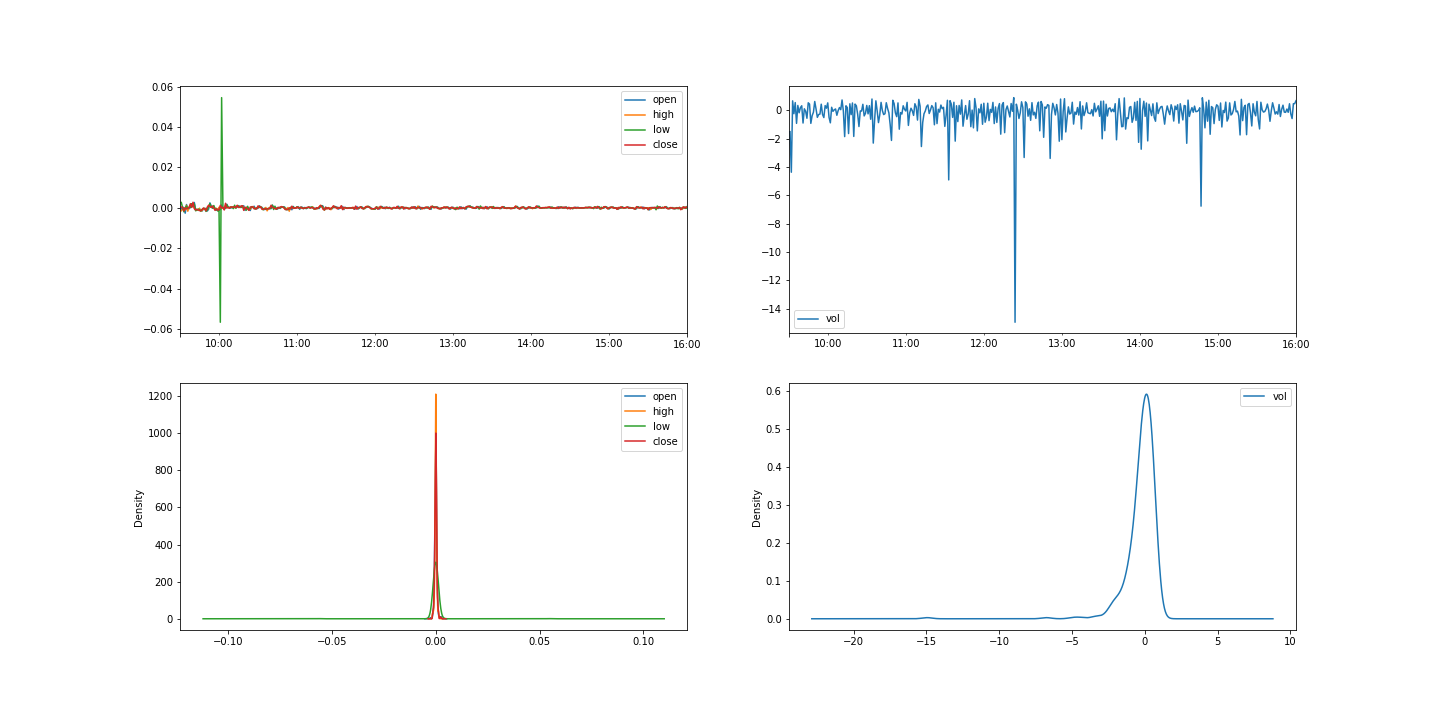 0.06
0.04
0.02
0.00
−0.02
−0.04
−0.06
10:00 11:00 12:00 13:00 14:00 15:00 16:00
open
high
low
close
0
−2
−4
−6
−8
−10
−12
−14
10:00 11:00 12:00 13:00 14:00 15:00 16:00
vol
Density
1200
1000
800
600
400
200
0
−0.10 −0.05 0.00 0.05 0.10
open
high
low
close
Density
0.6
0.5
0.4
0.3
0.2
0.1
0.0
−20 −15 −10 −5 0 5 10
vol